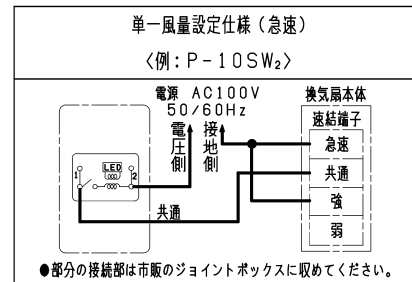 単一風量設定仕様（急速）
〈例：P－10SW₂〉
電源 AC100V
50/60Hz
電圧側
接地側
換気扇本体
速結端子
急速
共通
強
弱
LED
1
2
共通
●部分の接続部は市販のジョイントボックスに収めてください。